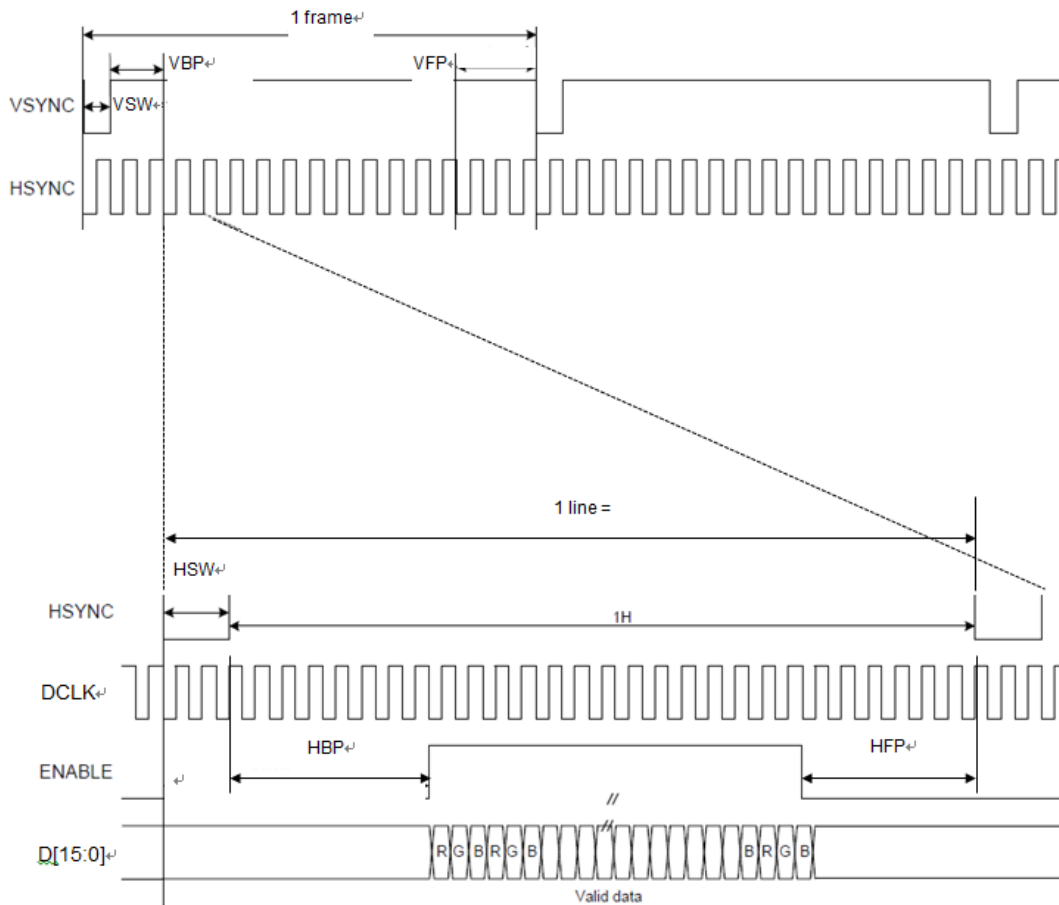 1 frame↵
VBP↵
VFP↵
VSYNC
VSW↵
HSYNC
1 line =
HSW↵
HSYNC
1H
DCLK↵
HBP↵
HFP↵
ENABLE
↵
//
//
D[15:0]↵
R G B R G B
B R G B
Valid data